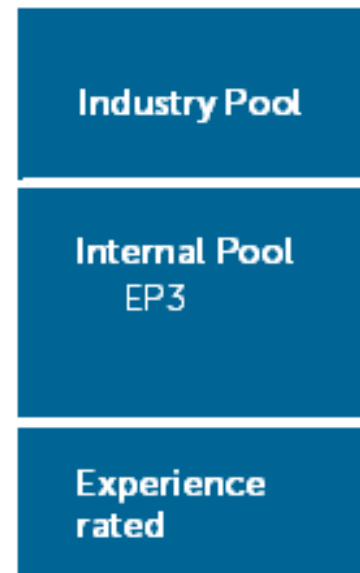 Industry Pool
Internal Pool
EP3
Experience
rated